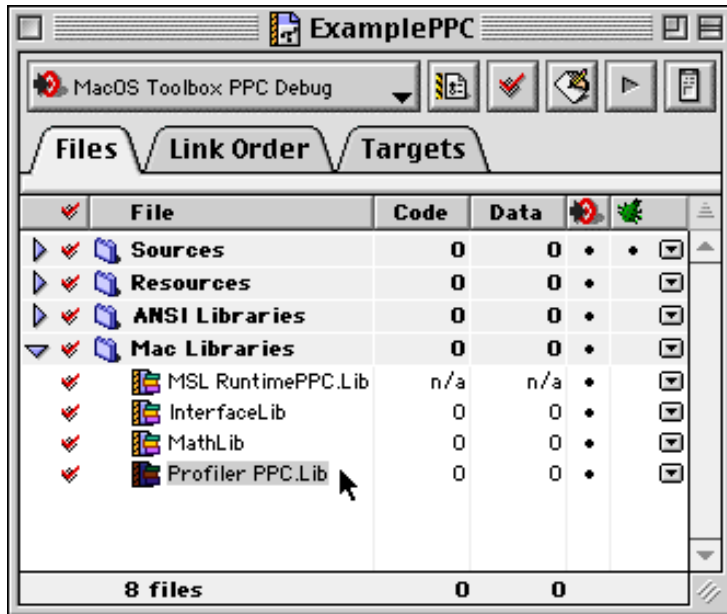 ExamplePPC
MacOS Toolbox PPC Debug
Files Link Order Targets
File Code Data
Sources 0 0
Resources 0 0
ANSI Libraries 0 0
Mac Libraries 0 0
MSL RuntimePPC.Lib n/a n/a
InterfaceLib 0 0
MathLib 0 0
Profiler PPC.Lib 0 0
8 files 0 0